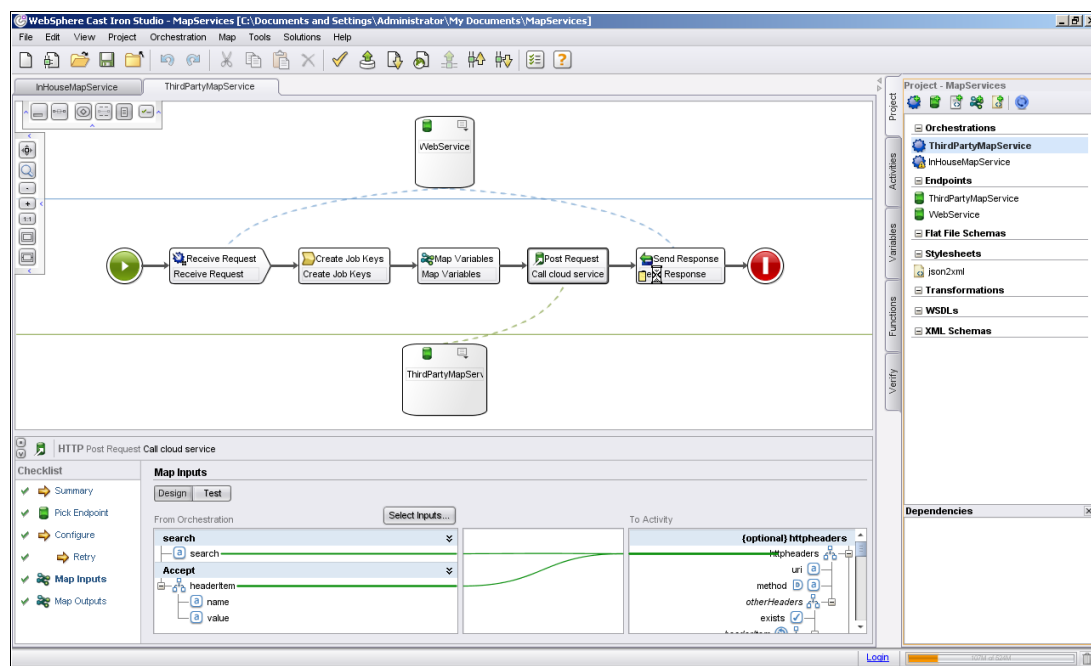 WebSphere Cast Iron Studio - MapServices [C:\Documents and Settings\Administrator\My Documents\MapServices]
File Edit View Project Orchestration Map Tools Solutions Help
InHouseMapService ThirdPartyMapService
WebService
Receive Request
Receive Request
Create Job Keys
Create Job Keys
Map Variables
Map Variables
Post Request
Call cloud service
Send Response
Response
ThirdPartyMapServ
1:1
Project
Activities
Variables
Functions
Verify
Project - MapServices
Orchestrations
ThirdPartyMapService
InHouseMapService
Endpoints
ThirdPartyMapService
WebService
Flat File Schemas
Stylesheets
json2xml
Transformations
WSDLs
XML Schemas
Dependencies
HTTP Post Request Call cloud service
Checklist
Summary
Pick Endpoint
Configure
Retry
Map Inputs
Map Outputs
Map Inputs
Design Test
From Orchestration
Select Inputs...
To Activity
search
search
Accept
headerItem
name
value
{optional} httpheaders
httpheaders
uri
method
otherHeaders
exists
Login